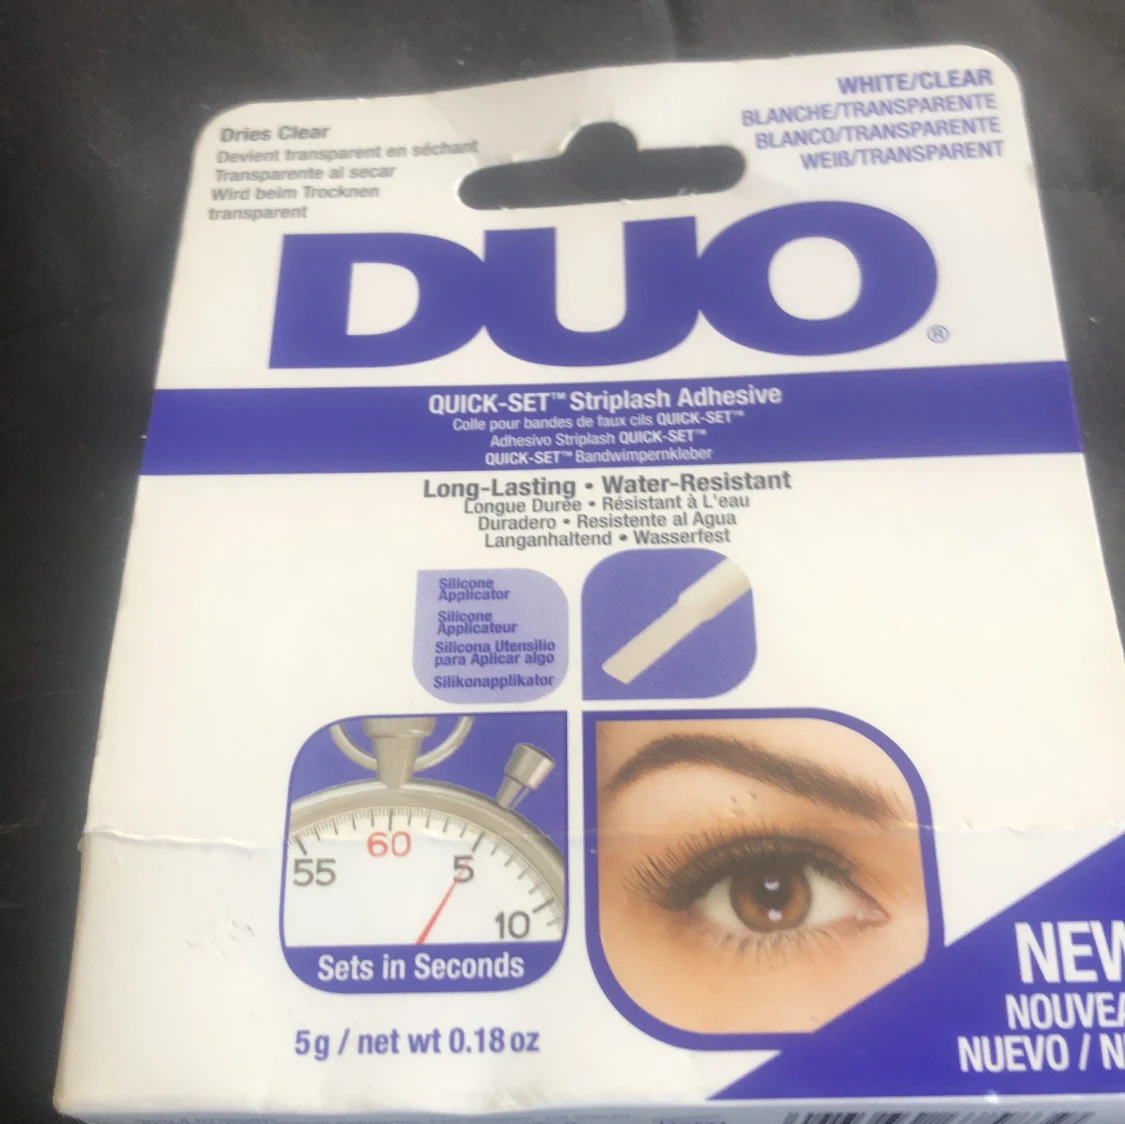 Dries Clear
Devient transparent en séchant
Transparente al secar
Wird beim Trocknen
transparent
WHITE/CLEAR
BLANCHE/TRANSPARENTE
BLANCO/TRANSPARENTE
WEIß/TRANSPARENT
DUO®
QUICK-SET™ Striplash Adhesive
Colle pour bandes de faux cils QUICK-SET™
Adhesivo Striplash QUICK-SET™
QUICK-SET™ Bandwimpernkleber
Long-Lasting • Water-Resistant
Longue Durée • Résistant à L'eau
Duradero • Resistente al Agua
Langanhaltend • Wasserfest
Silicone
Applicator
Silicone
Applicateur
Silicona Utensilio
para Aplicar algo
Silikonapplikator
55 60 5 10
Sets in Seconds
5g / net wt 0.18 oz
NEW
NOUVEA
NUEVO / N